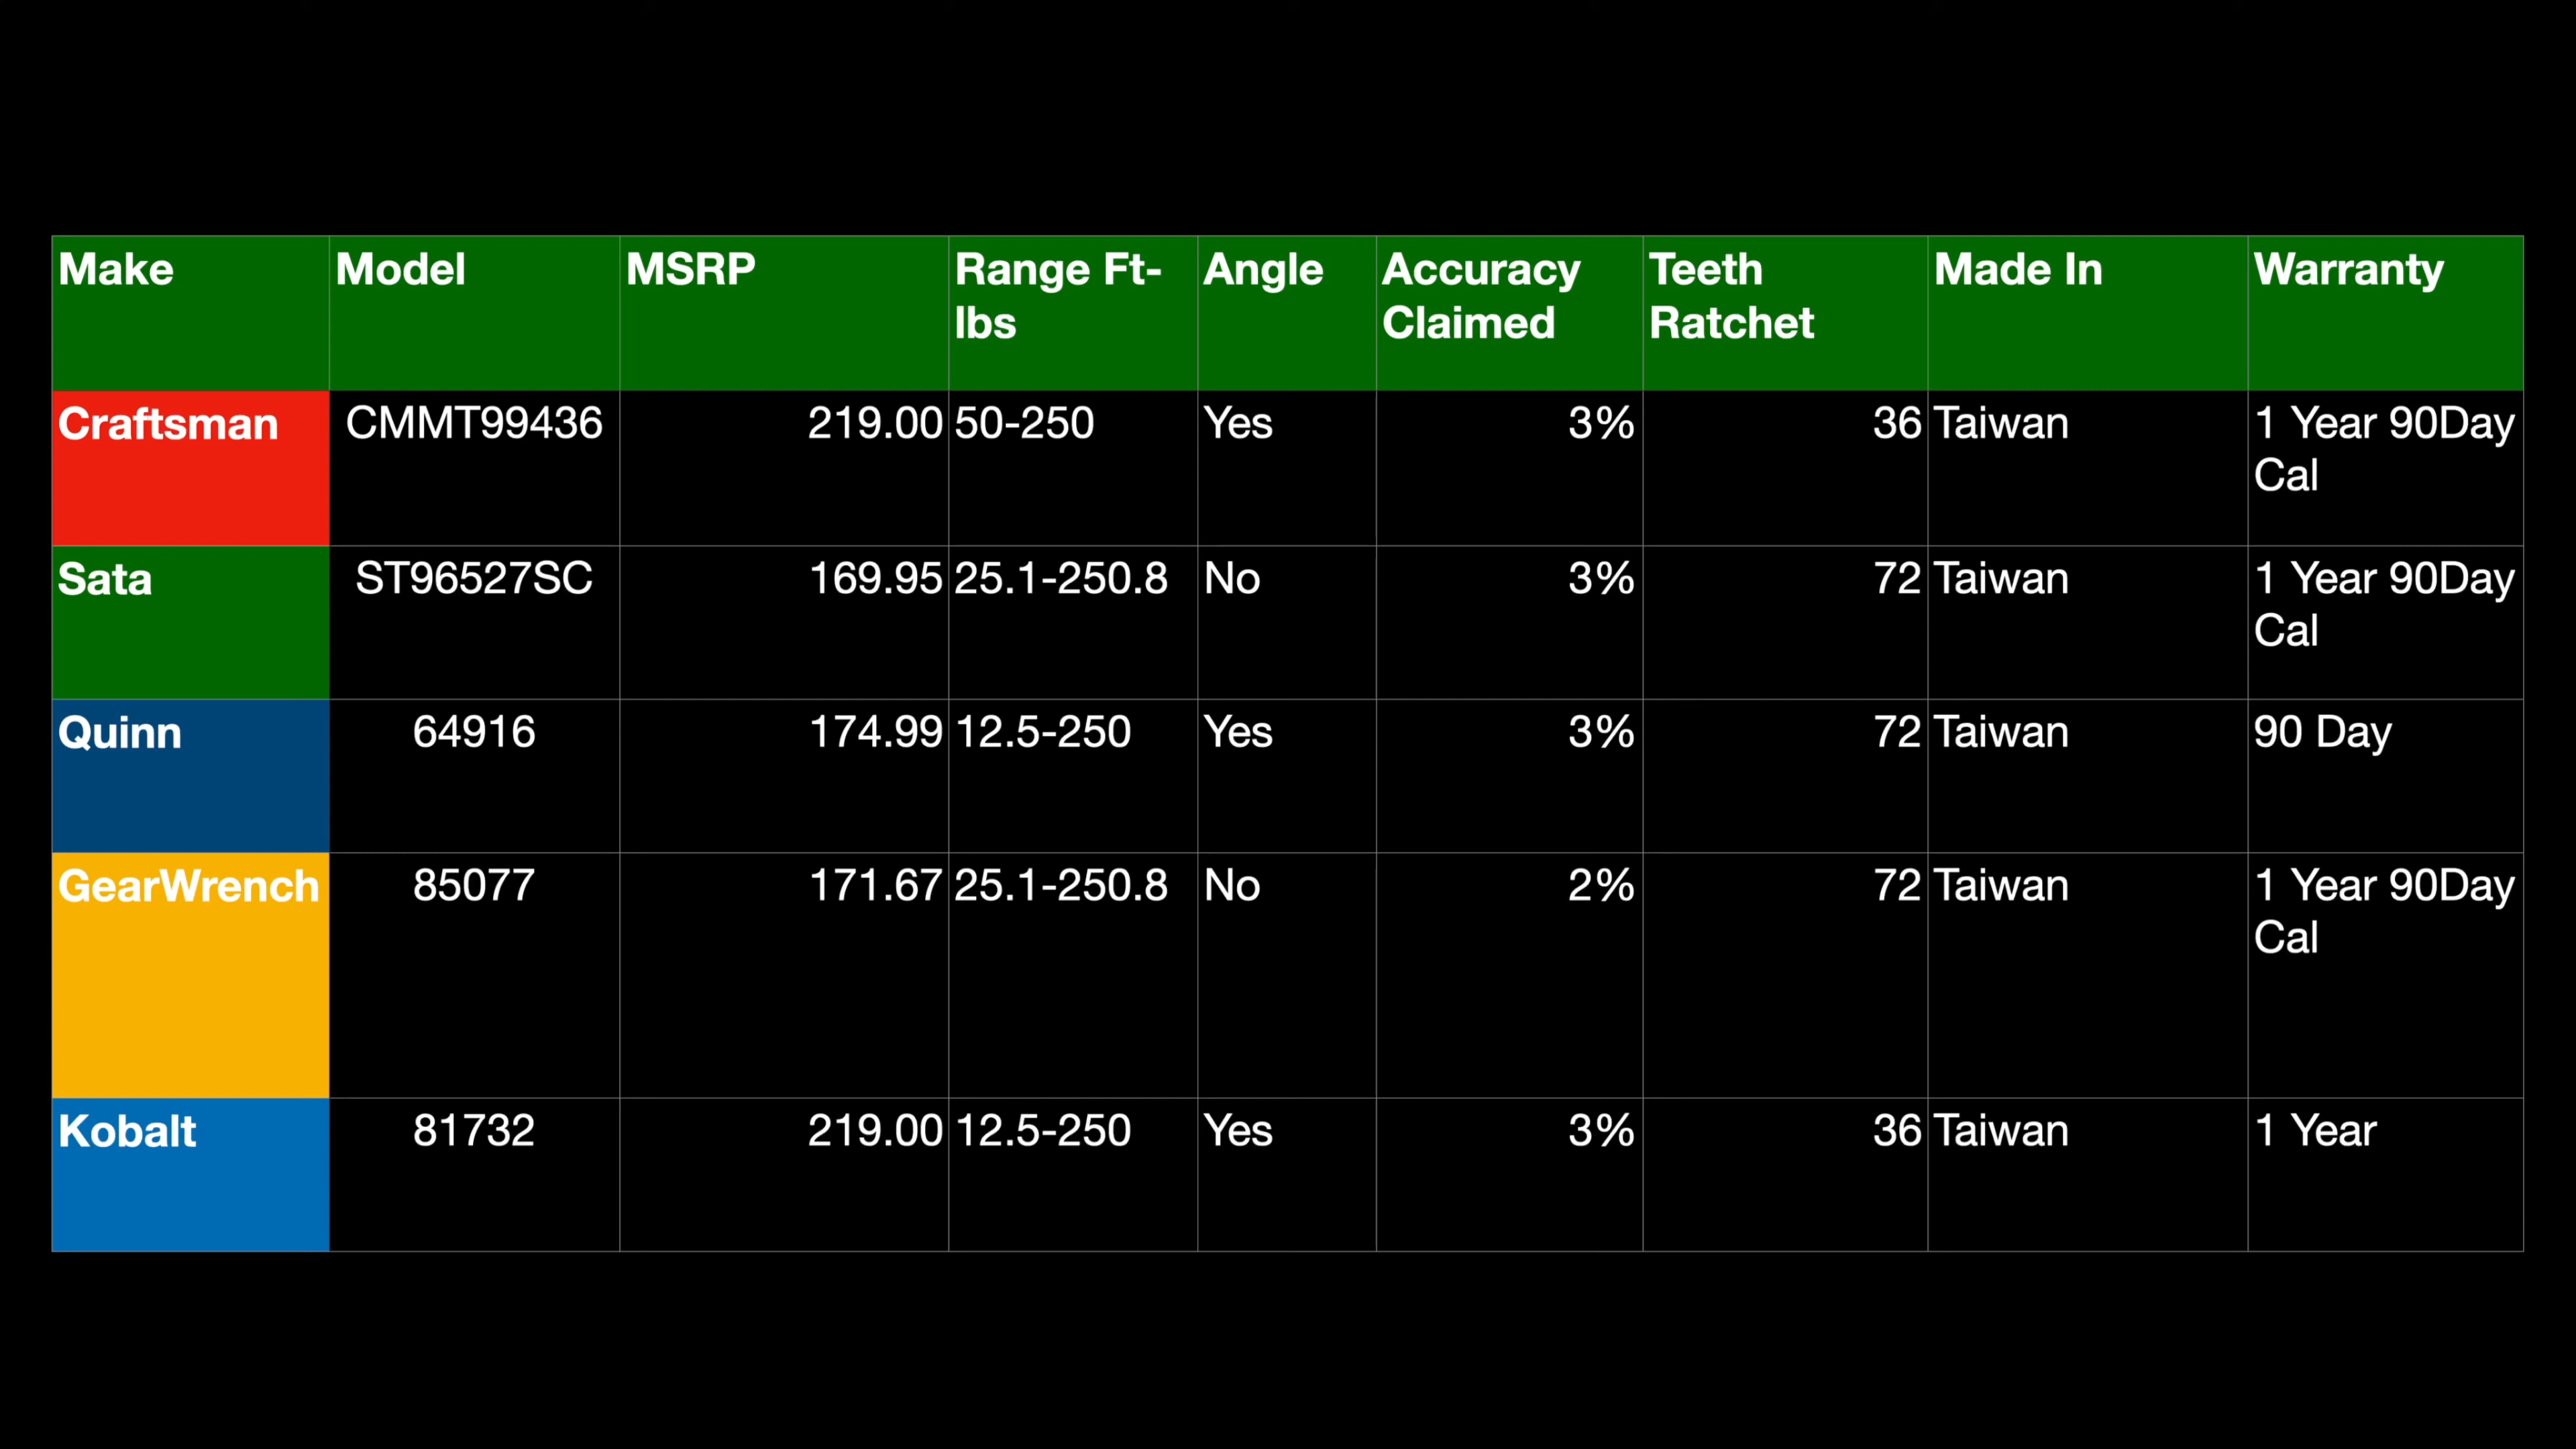 Make Model MSRP Range Ft- Angle Accuracy Teeth Made In Warranty
lbs Claimed Ratchet
Craftsman CMMT99436 219.00 50-250 Yes 3% 36 Taiwan 1 Year 90Day
Cal
Sata ST96527SC 169.95 25.1-250.8 No 3% 72 Taiwan 1 Year 90Day
Cal
Quinn 64916 174.99 12.5-250 Yes 3% 72 Taiwan 90 Day
GearWrench 85077 171.67 25.1-250.8 No 2% 72 Taiwan 1 Year 90Day
Cal
Kobalt 81732 219.00 12.5-250 Yes 3% 36 Taiwan 1 Year